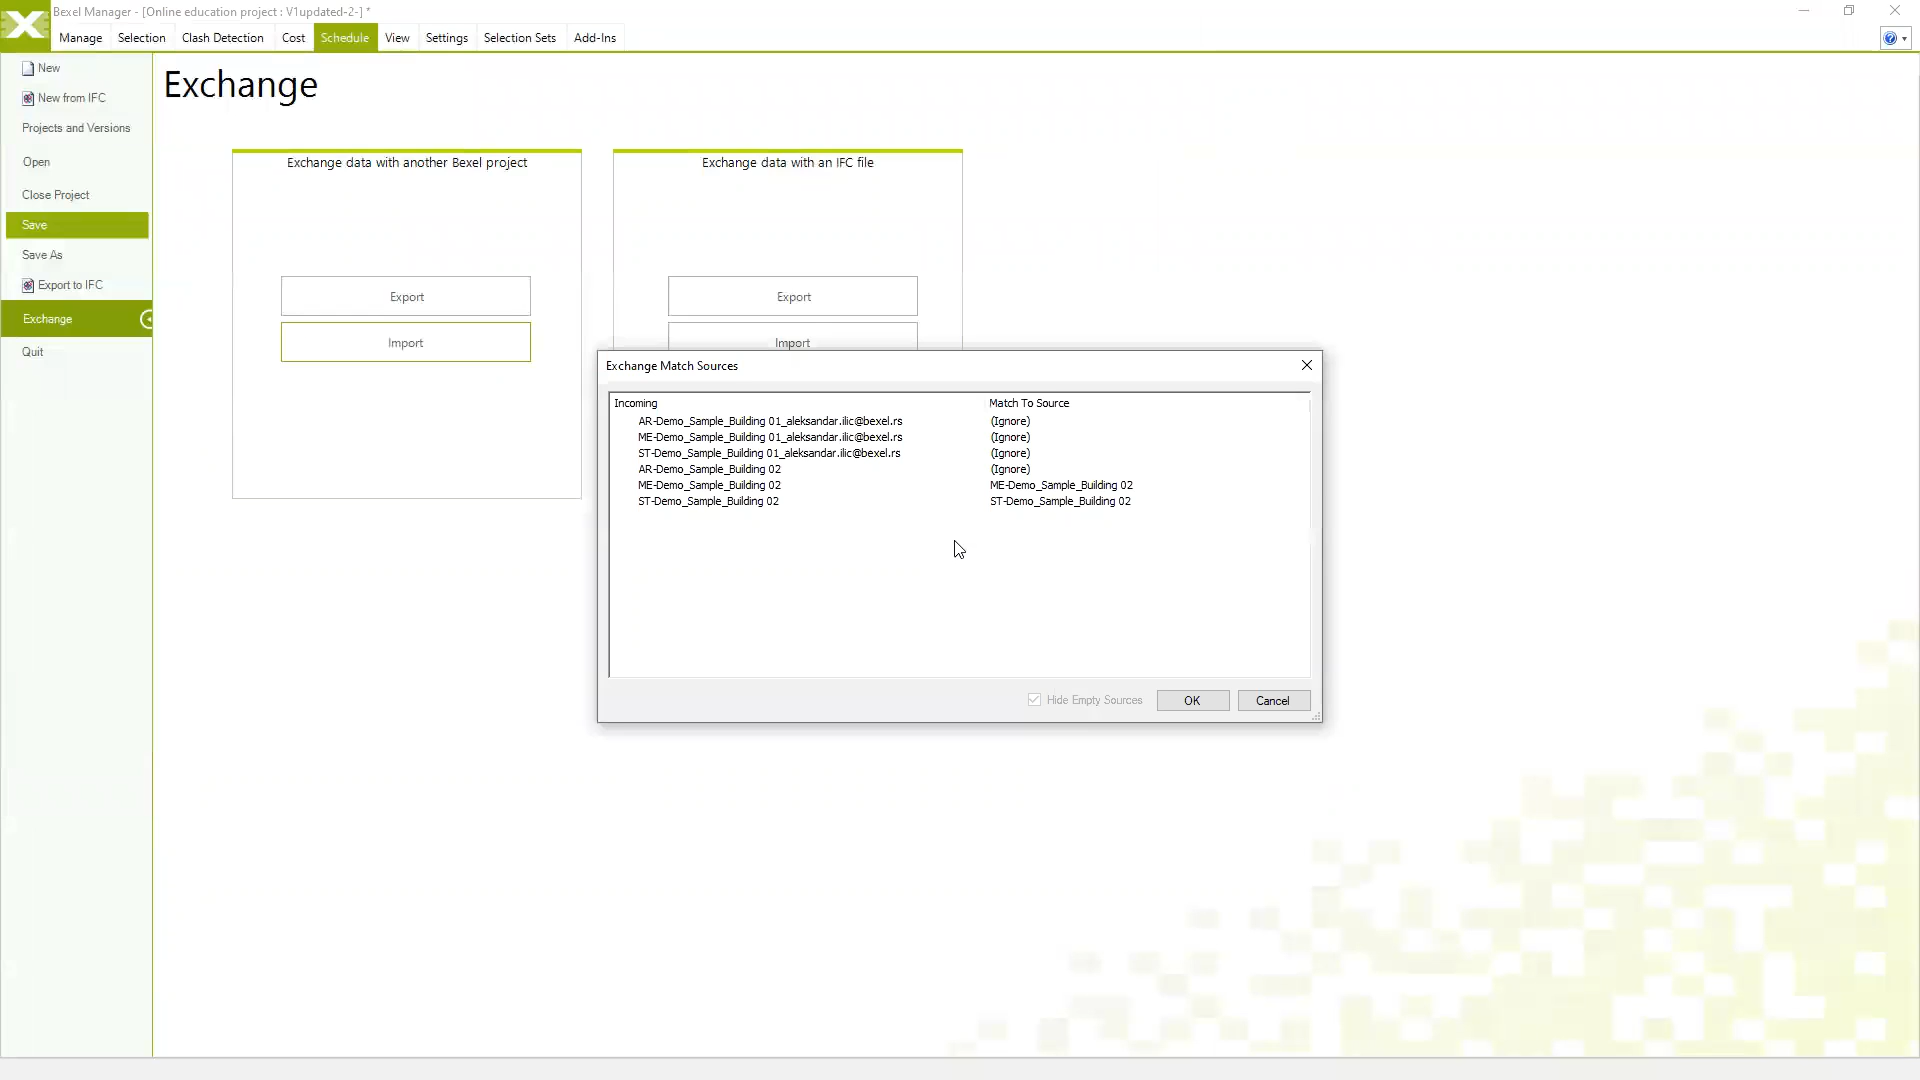 Bexel Manager - [Online education project : V1updated-2-] *
Manage
Selection
Clash Detection
Cost
Schedule
View
Settings
Selection Sets
Add-Ins
New
New from IFC
Projects and Versions
Open
Close Project
Save
Save As
Export to IFC
Exchange
Quit
Exchange
Exchange data with another Bexel project
Export
Import
Exchange data with an IFC file
Export
Import
Exchange Match Sources
Incoming Match To Source
AR-Demo_Sample_Building 01_aleksandar.ilic@bexel.rs (Ignore)
ME-Demo_Sample_Building 01_aleksandar.ilic@bexel.rs (Ignore)
ST-Demo_Sample_Building 01_aleksandar.ilic@bexel.rs (Ignore)
AR-Demo_Sample_Building 02 (Ignore)
ME-Demo_Sample_Building 02 ME-Demo_Sample_Building 02
ST-Demo_Sample_Building 02 ST-Demo_Sample_Building 02
Hide Empty Sources
OK
Cancel